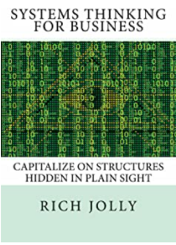 SYSTEMS THINKING
FOR BUSINESS
CAPITALIZE ON STRUCTURES
HIDDEN IN PLAIN SIGHT
RICH JOLLY